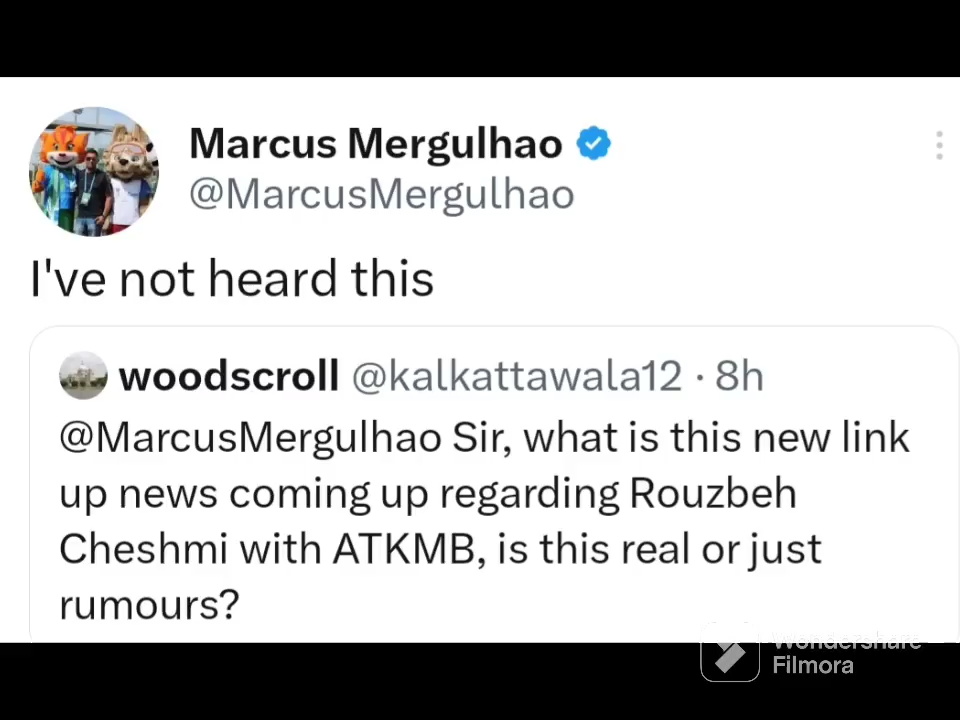 Marcus Mergulhao
@MarcusMergulhao
I've not heard this
woodscroll @kalkattawala12 · 8h
@MarcusMergulhao Sir, what is this new link
up news coming up regarding Rouzbeh
Cheshmi with ATKMB, is this real or just
rumours?
Wondershare
Filmora